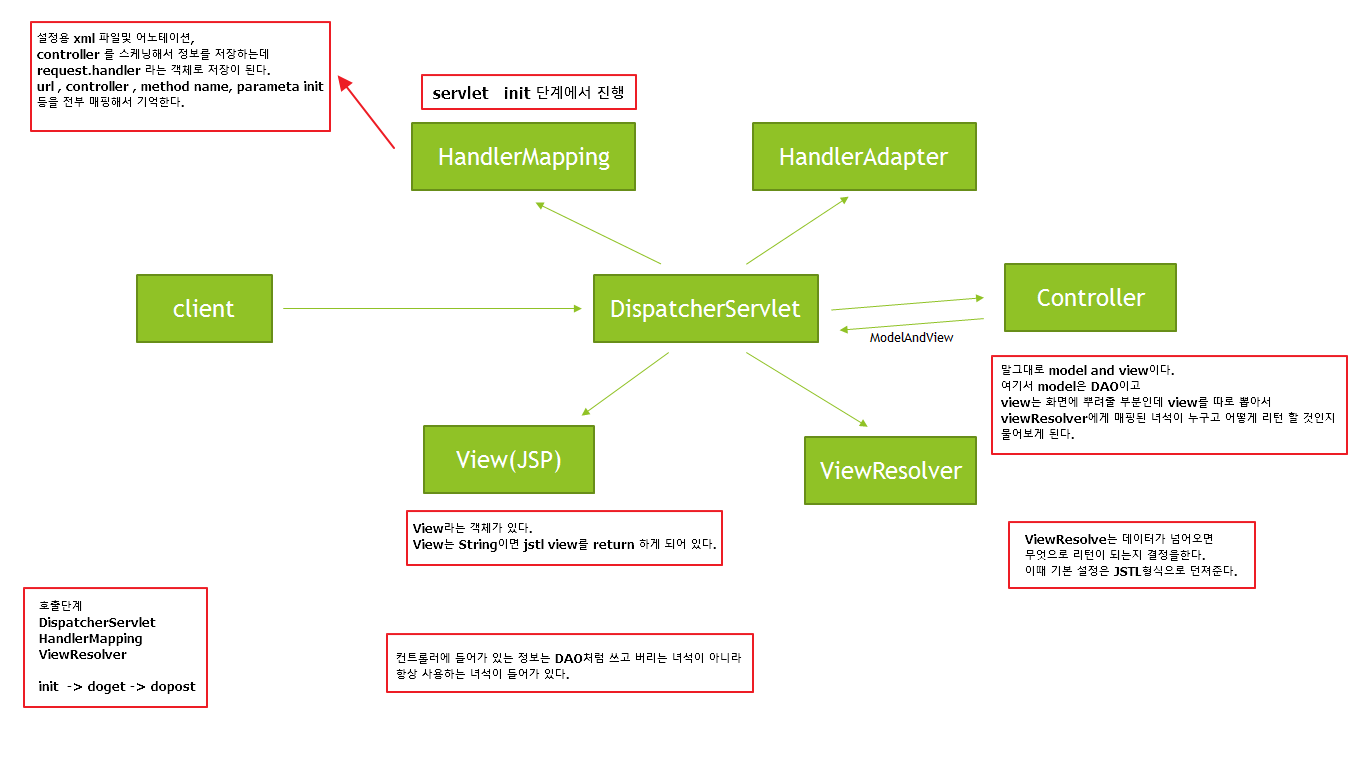 설정용 xml 파일및 어노테이션,
controller 를 스케닝해서 정보를 저장하는데
request.handler 라는 객체로 저장이 된다.
url , controller , method name, parameta init
등을 전부 매핑해서 기억한다.
servlet init 단계에서 진행
HandlerMapping
HandlerAdapter
client
DispatcherServlet
Controller
ModelAndView
말그대로 model and view이다.
여기서 model은 DAO이고
view는 화면에 뿌려줄 부분인데 view를 따로 뽑아서
viewResolver에게 매핑된 녀석이 누구고 어떻게 리턴 할 것인지
물어보게 된다.
View(JSP)
ViewResolver
View라는 객체가 있다.
View는 String이면 jstl view를 return 하게 되어 있다.
ViewResolve는 데이터가 넘어오면
무엇으로 리턴이 되는지 결정을한다.
이때 기본 설정은 JSTL형식으로 던져준다.
호출단계
DispatcherServlet
HandlerMapping
ViewResolver
init -> doget -> dopost
컨트롤러에 들어가 있는 정보는 DAO처럼 쓰고 버리는 녀석이 아니라
항상 사용하는 녀석이 들어가 있다.